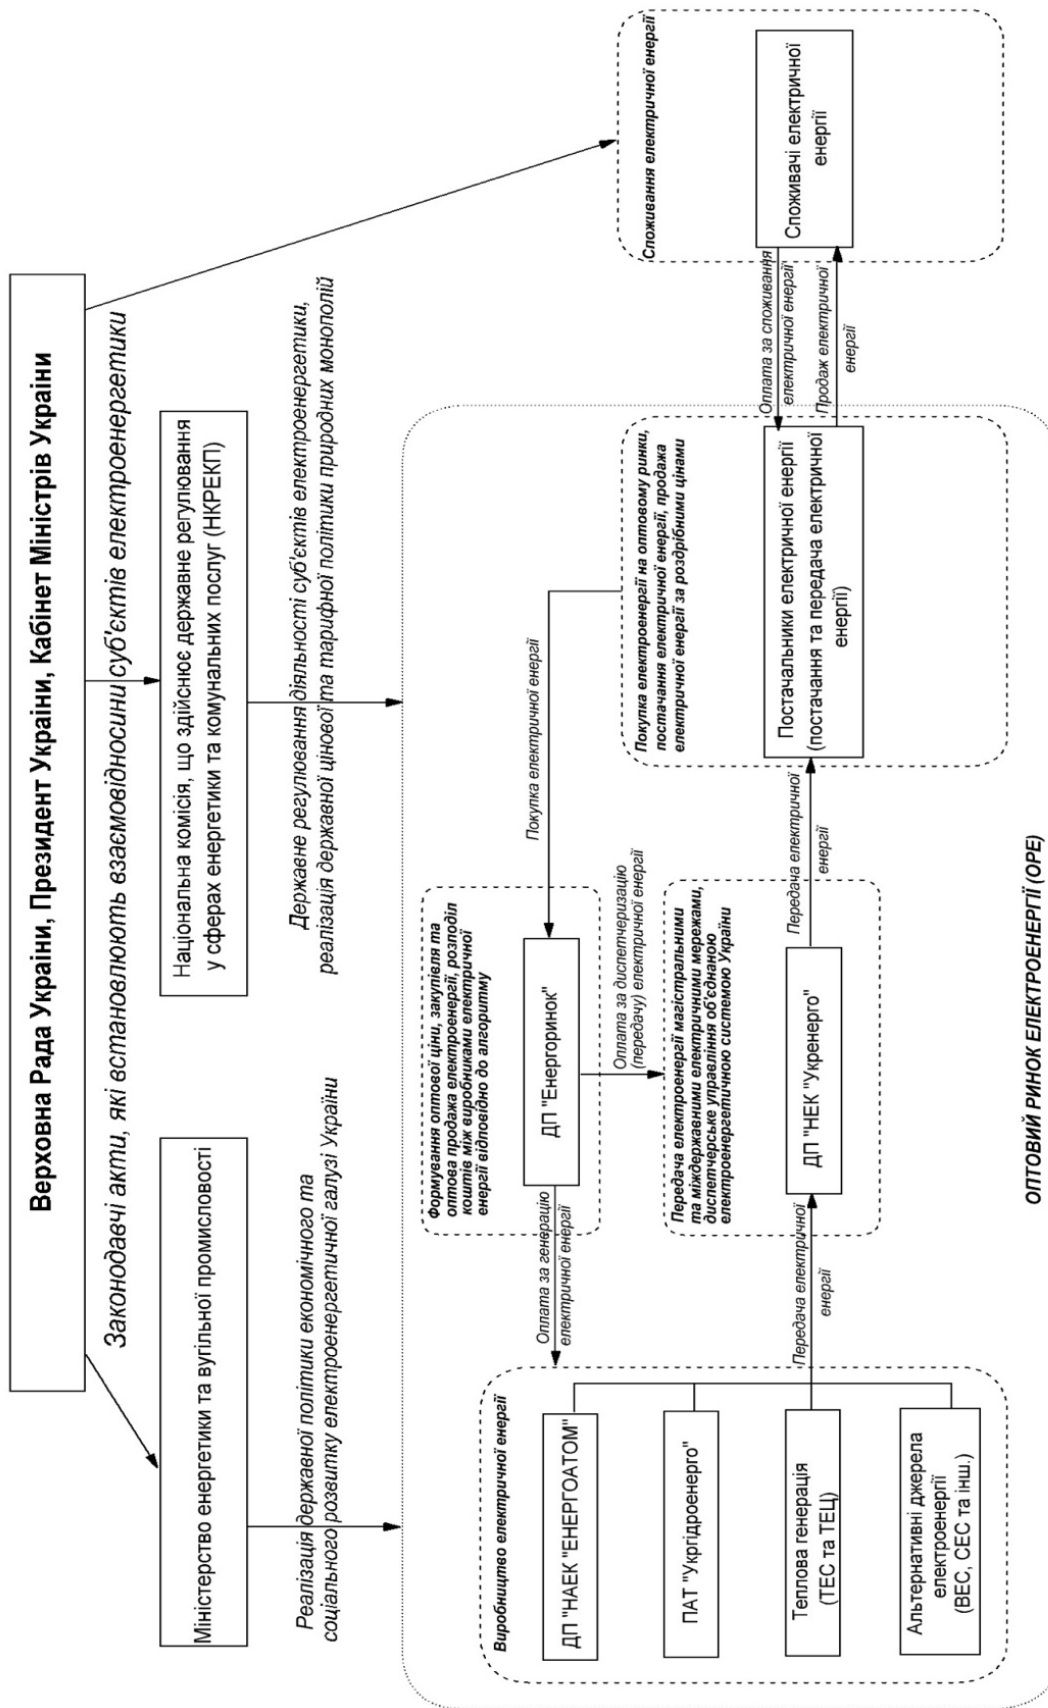 Верховна Рада України, Президент України, Кабінет Міністрів України
Законодавчі акти, які встановлюють взаємовідносини суб'єктів електроенергетики
Міністерство енергетики та вугільної промисловості
Національна комісія, що здійснює державне регулювання
у сферах енергетики та комунальних послуг (НКРЕКП)
Реалізація державної політики економічного та
соціального розвитку електроенергетичної галузі України
Державне регулювання діяльності суб'єктів електроенергетики,
реалізація державної цінової та тарифної політики природних монополій
Формування оптової ціни, закупівля та
оптова продажа електроенергії, розподіл
коштів між виробниками електричної
енергії відповідно до алгоритму
ДП "Енергоринок"
Покупка електричної енергії
Оплата за генерацію
електричної енергії
Оплата за диспетчеризацію
(передачу) електричної енергії
Виробництво електричної енергії
ДП "НАЕК "ЕНЕРГОАТОМ"
ПАТ "Укргідроенерго"
Теплова генерація
(ТЕС та ТЕЦ)
Альтернативні джерела
електроенергії
(ВЕС, СЕС та інш.)
Передача електричної
енергії
Передача електроенергії магістральними
та міждержавними електричними мережами,
диспетчерське управління об'єднаною
електроенергетичною системою України
ДП "НЕК "Укренерго"
Передача електричної
енергії
Покупка електроенергії на оптовому ринки,
постачання електричної енергії, продажа
електричної енергії за роздрібними цінами
Постачальники електричної енергії
(постачання та передача електричної
енергії)
Оплата за споживання
електричної енергії
Продаж електричної
енергії
Споживання електричної енергії
Споживачі електричної
енергії
ОПТОВИЙ РИНОК ЕЛЕКТРОЕНЕРГІЇ (ОРЕ)